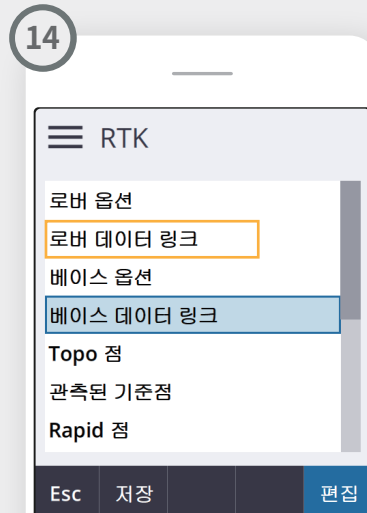 14
RTK
로버 옵션
로버 데이터 링크
베이스 옵션
베이스 데이터 링크
Topo 점
관측된 기준점
Rapid 점
Esc 저장 편집